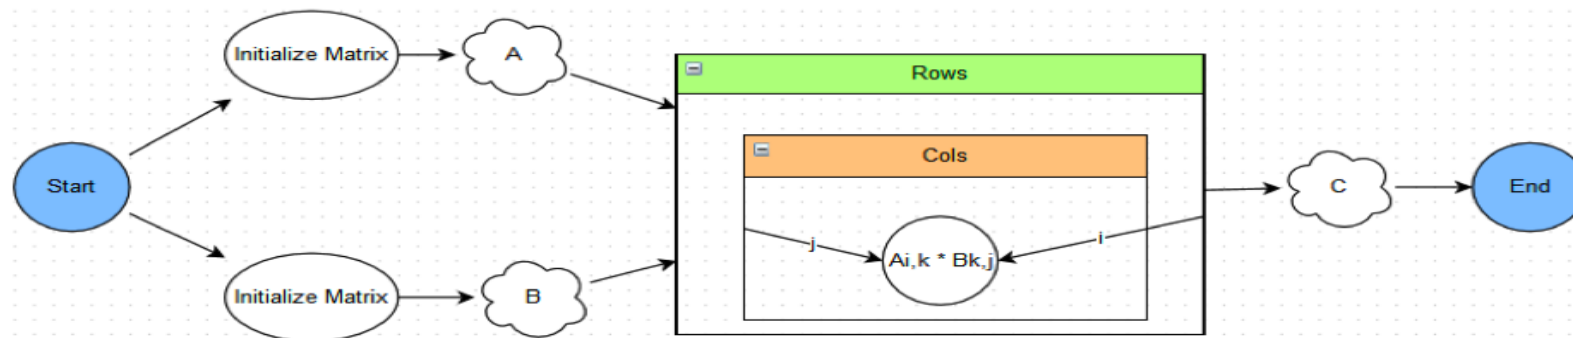 Start
Initialize Matrix
A
Initialize Matrix
B
Rows
Cols
j
Ai,k * Bk,j
i
C
End